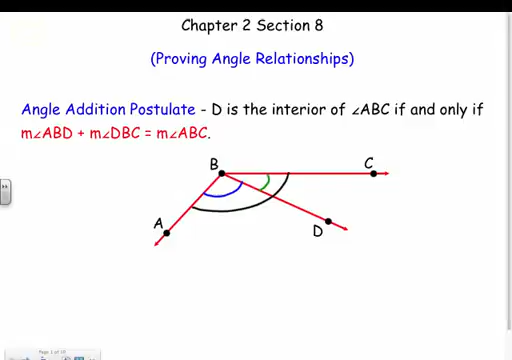 Chapter 2 Section 8
(Proving Angle Relationships)
Angle Addition Postulate - D is the interior of ∠ABC if and only if
m∠ABD + m∠DBC = m∠ABC.
B
C
A
D